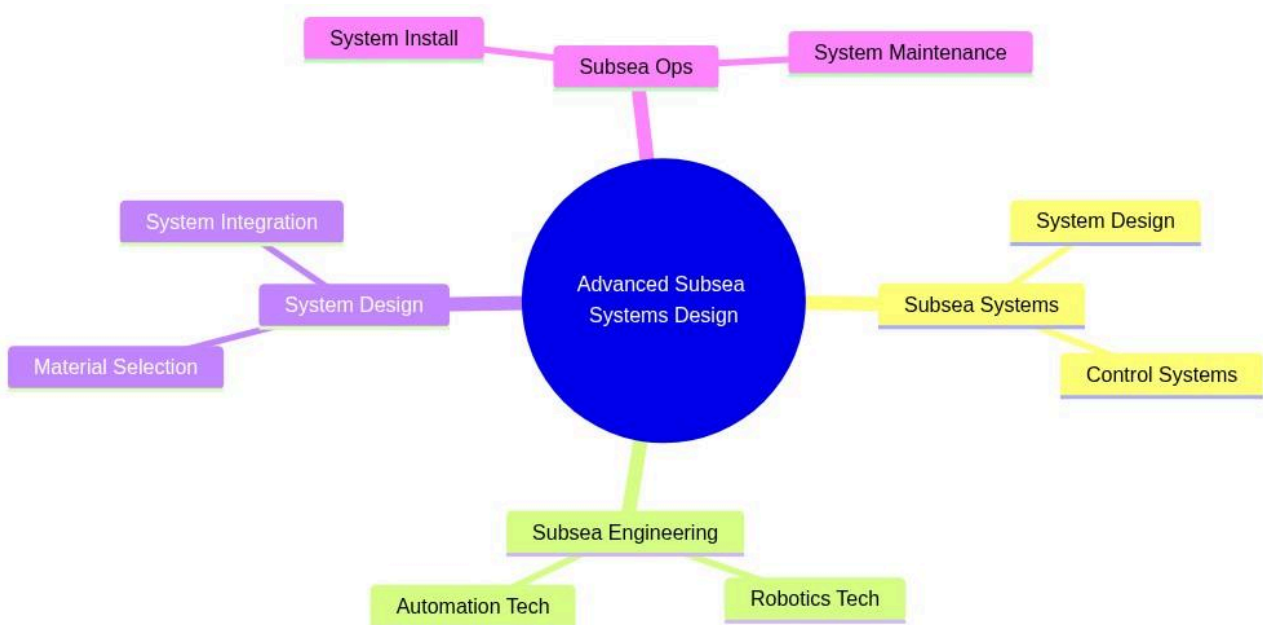 System Install
Subsea Ops
System Maintenance
System Integration
System Design
Material Selection
Advanced Subsea
Systems Design
System Design
Subsea Systems
Control Systems
Subsea Engineering
Automation Tech
Robotics Tech